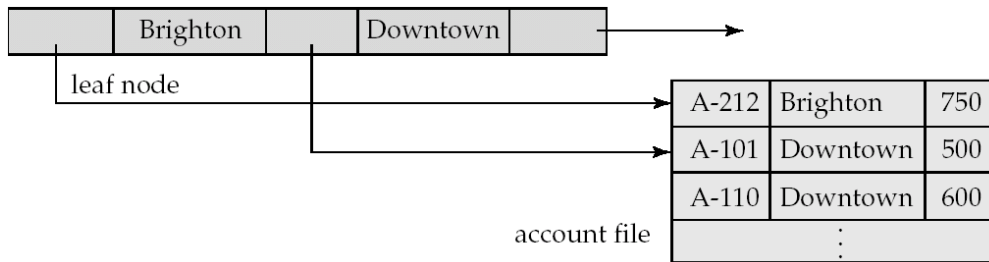 Brighton Downtown
leaf node
A-212 Brighton 750
A-101 Downtown 500
A-110 Downtown 600
account file
⋮